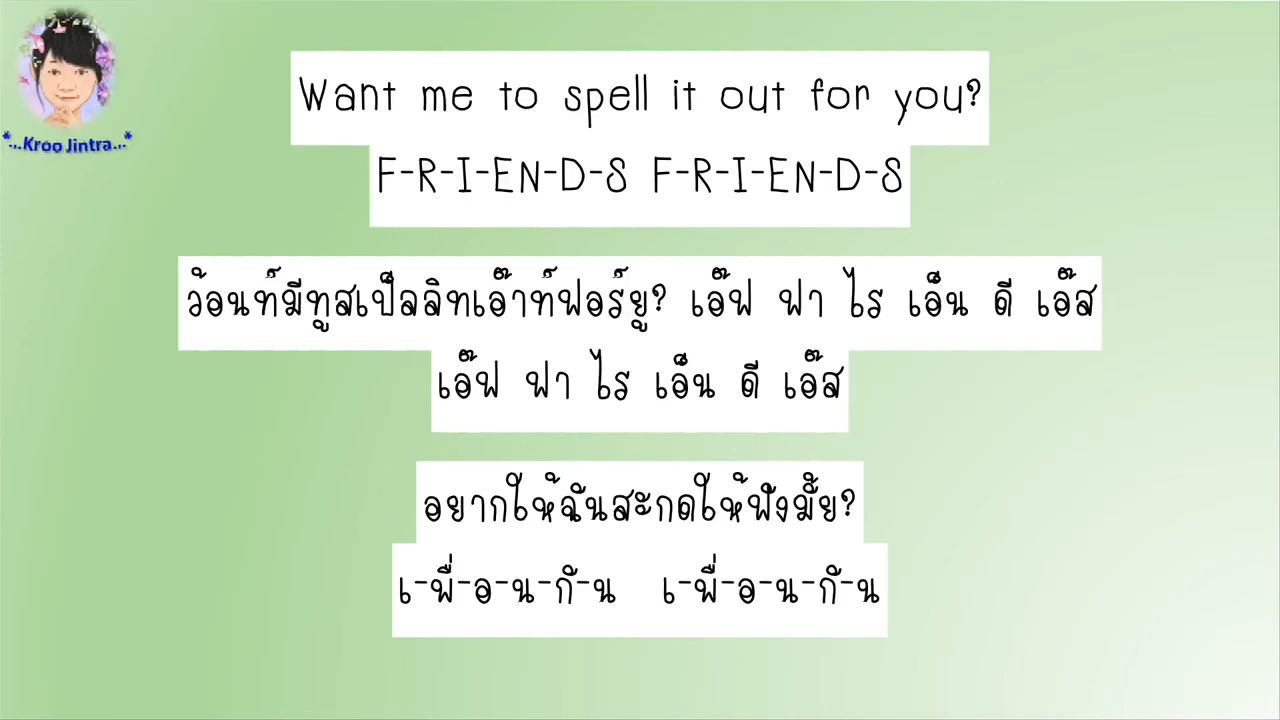 *...Kroo Jintra...*
Want me to spell it out for you?
F-R-I-EN-D-S F-R-I-EN-D-S
ว้อนท์มีทูสเป็ลลิทเอ๊าท์ฟอร์ยู? เอ๊ฟ ฟา ไร เอ็น ดี เอ๊ส
เอ๊ฟ ฟา ไร เอ็น ดี เอ๊ส
อยากให้ฉันสะกดให้ฟังมั้ย?
เ-พื่-อ-น-กั-น เ-พื่-อ-น-กั-น